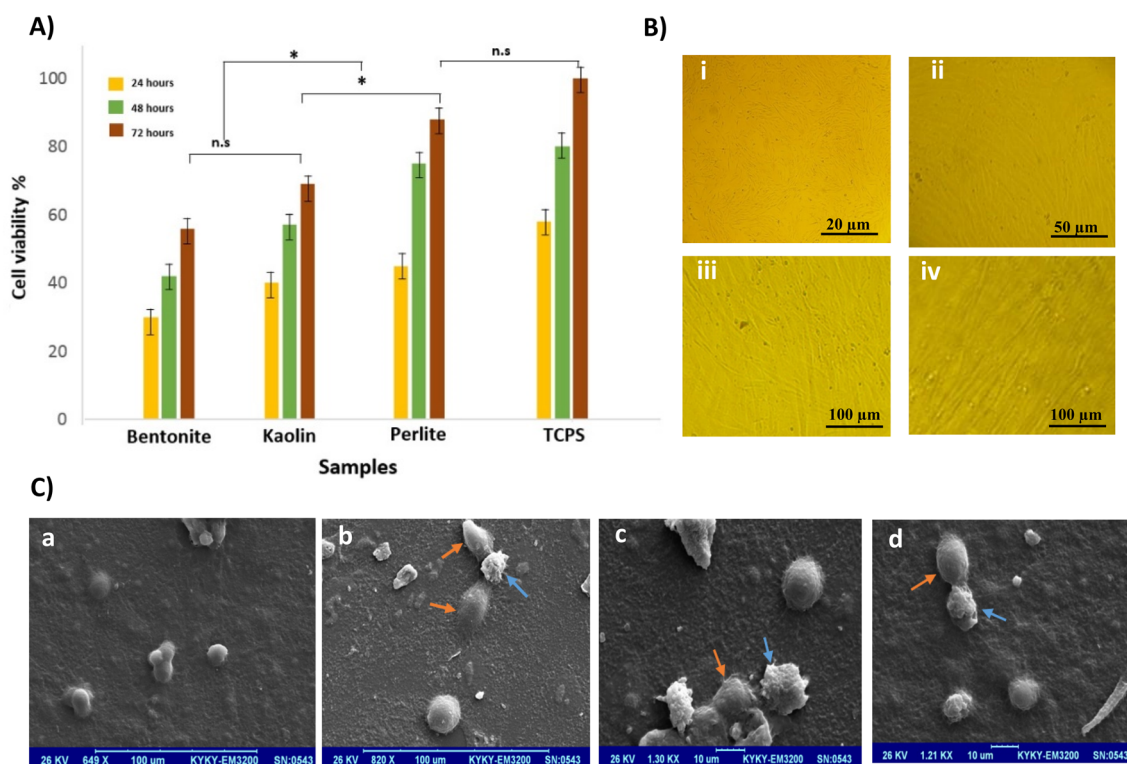 A)
n.s
*
*
n.s
24 hours
48 hours
72 hours
Cell viability %
100
80
60
40
20
0
Bentonite
Kaolin
Perlite
TCPS
Samples
B)
i
20 µm
ii
50 µm
iii
100 µm
iv
100 µm
C)
a
26 KV 649 X 100 um KYKY-EM3200 SN:0543
b
26 KV 820 X 100 um KYKY-EM3200 SN:0543
c
26 KV 1.30 KX 10 um KYKY-EM3200 SN:0543
d
26 KV 1.21 KX 10 um KYKY-EM3200 SN:0543